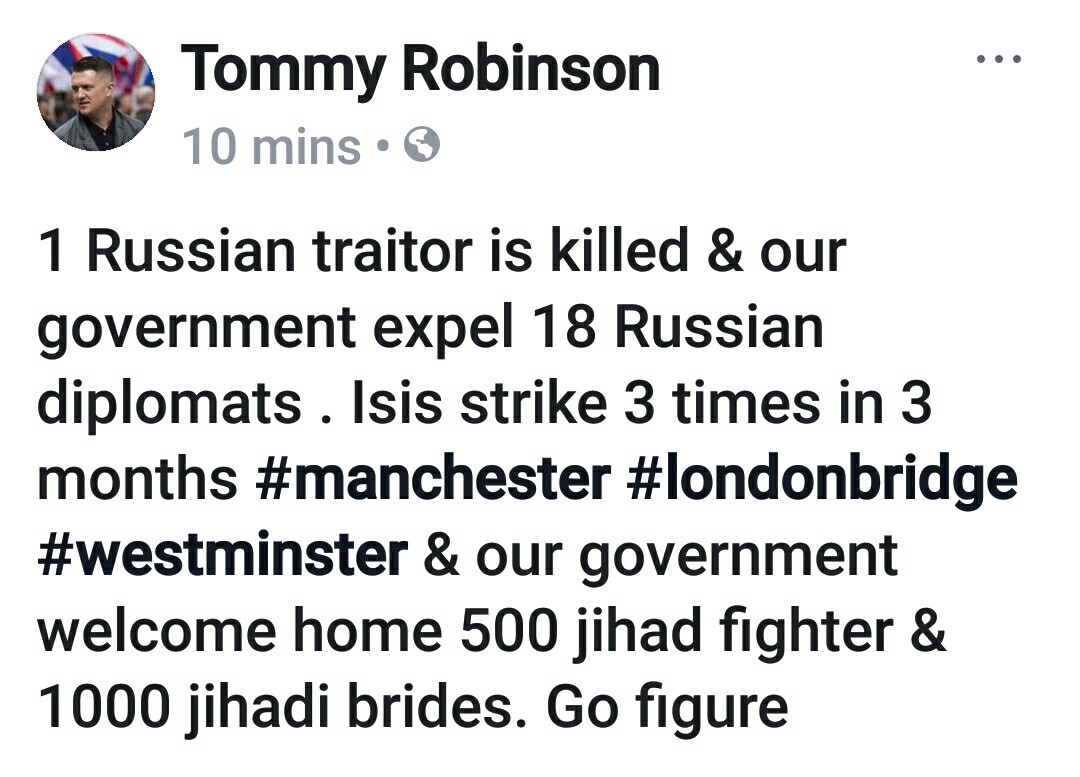 Tommy Robinson
10 mins •
1 Russian traitor is killed & our
government expel 18 Russian
diplomats . Isis strike 3 times in 3
months #manchester #londonbridge
#westminster & our government
welcome home 500 jihad fighter &
1000 jihadi brides. Go figure